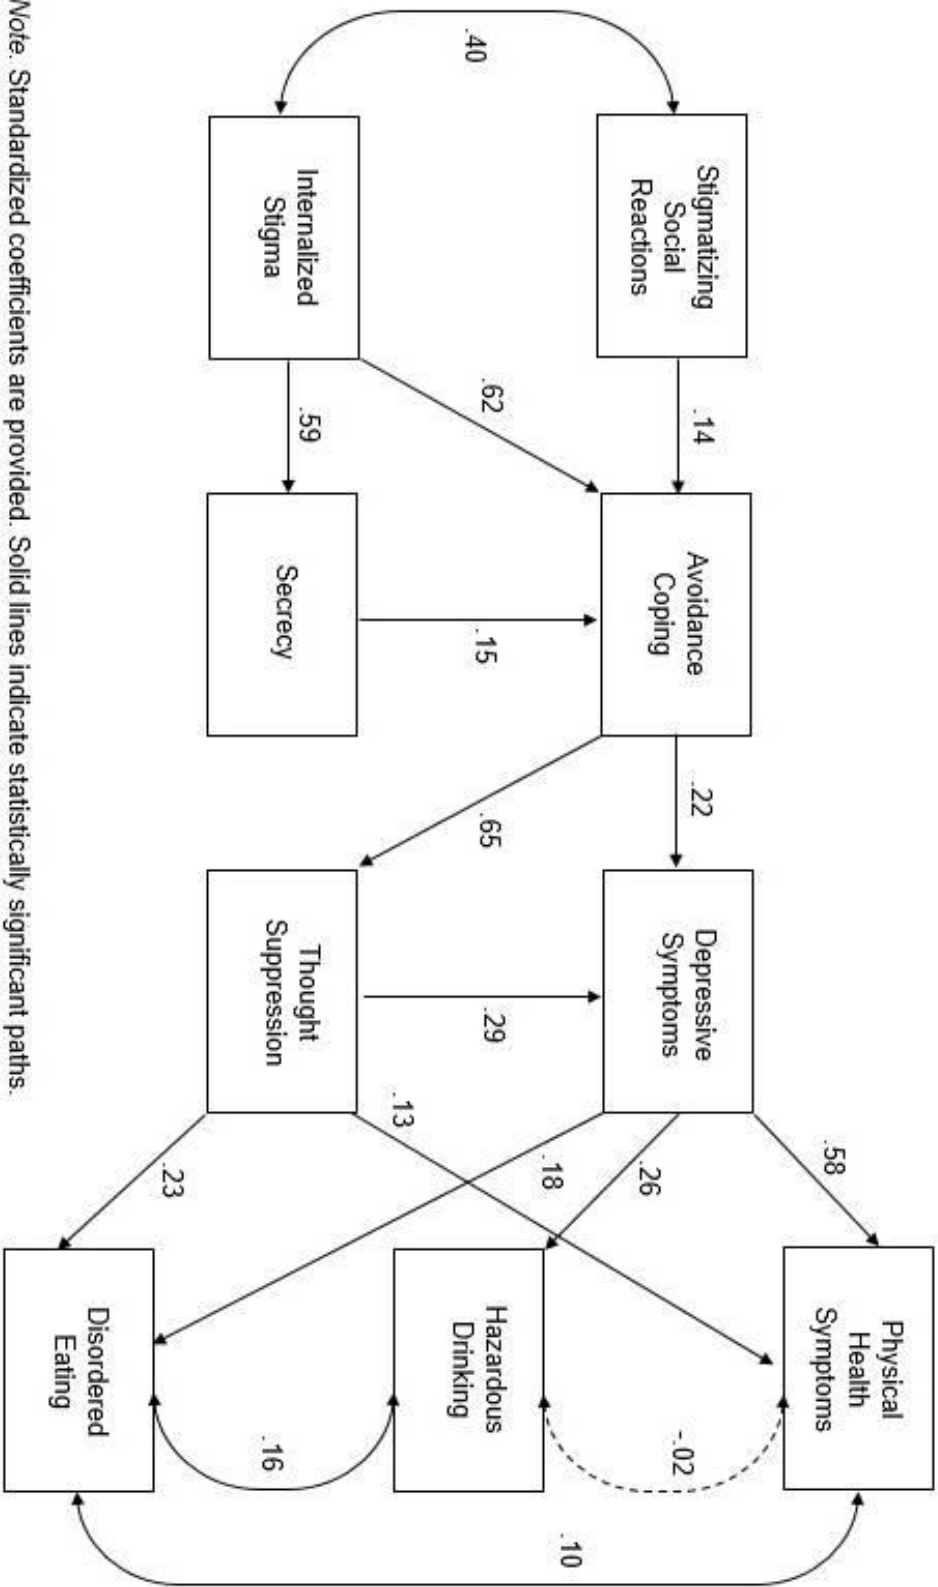 Stigmatizing
Social
Reactions
.14
Avoidance
Coping
.22
Depressive
Symptoms
.58
Physical
Health
Symptoms
.40
.62
.15
.65
.29
.13
.18
.26
Hazardous
Drinking
-.02
.10
Internalized
Stigma
.59
Secrecy
Thought
Suppression
.23
Disordered
Eating
.16
Note. Standardized coefficients are provided. Solid lines indicate statistically significant paths.